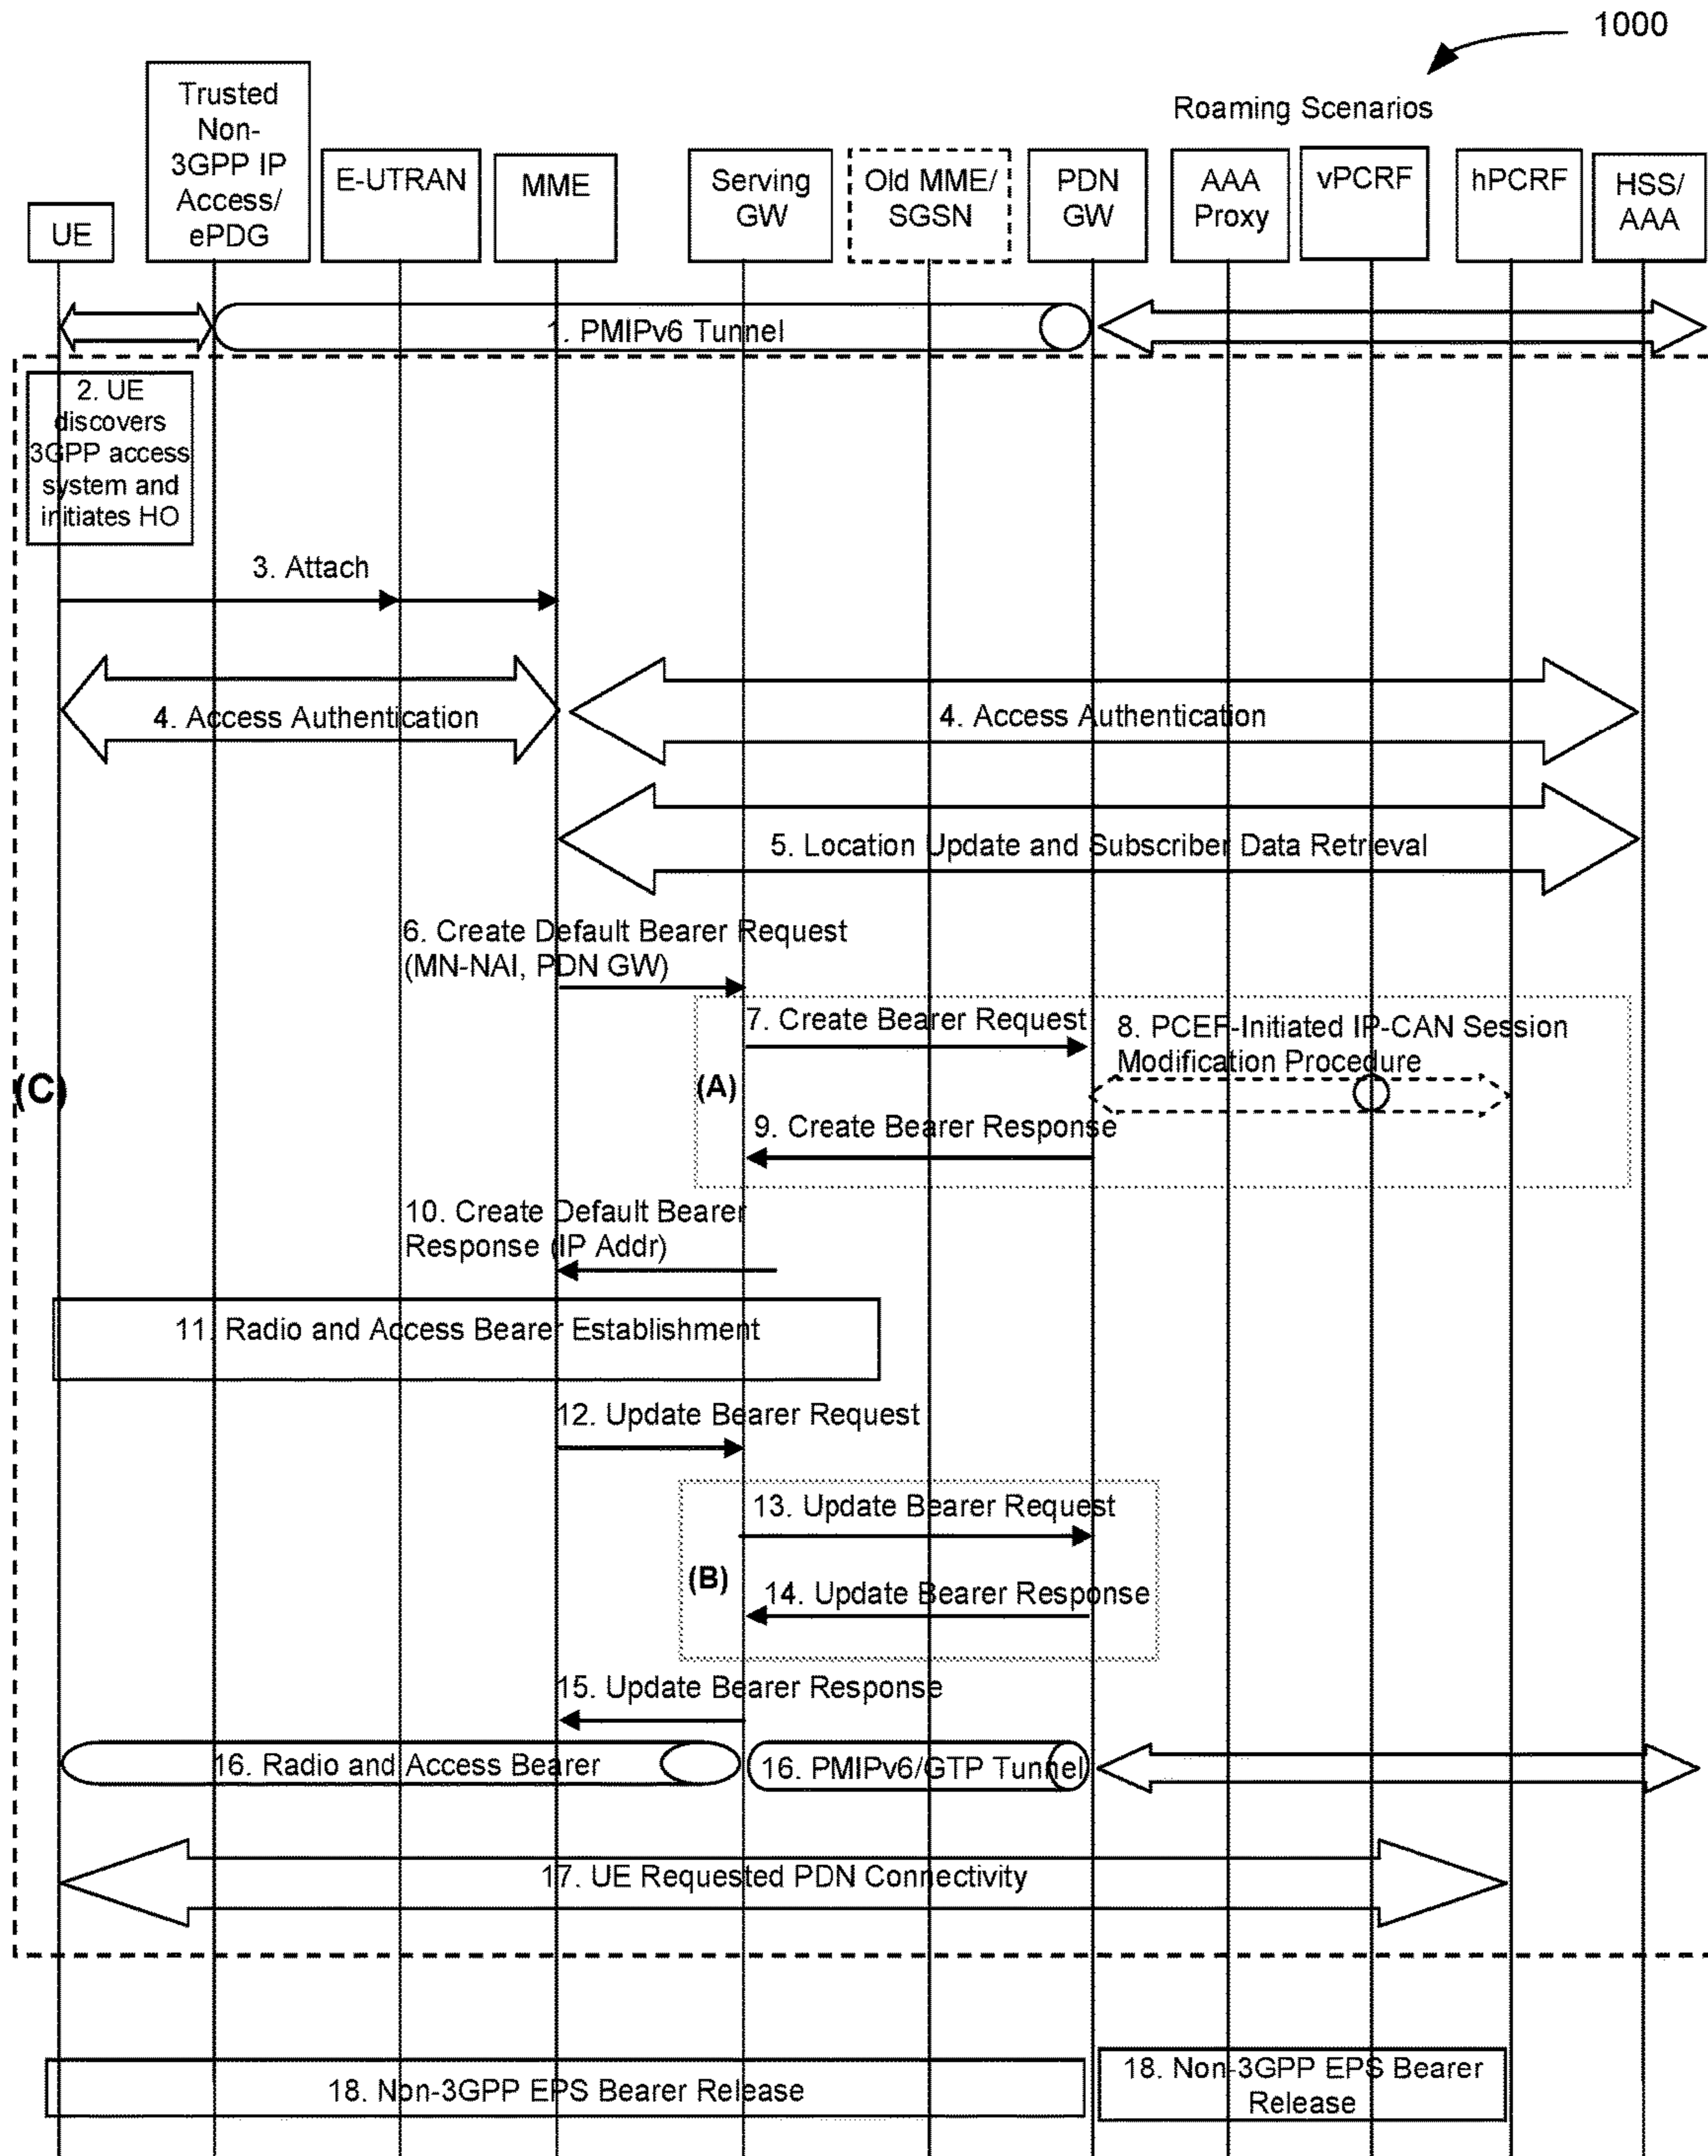 1000
Roaming Scenarios
UE
Trusted
Non-
3GPP IP
Access/
ePDG
E-UTRAN
MME
Serving
GW
Old MME/
SGSN
PDN
GW
AAA
Proxy
vPCRF
hPCRF
HSS/
AAA
1. PMIPv6 Tunnel
2. UE
discovers
3GPP access
system and
initiates HO
3. Attach
4. Access Authentication
4. Access Authentication
5. Location Update and Subscriber Data Retrieval
6. Create Default Bearer Request
(MN-NAI, PDN GW)
7. Create Bearer Request
8. PCEF-Initiated IP-CAN Session
Modification Procedure
(C)
(A)
9. Create Bearer Response
10. Create Default Bearer
Response (IP Addr)
11. Radio and Access Bearer Establishment
12. Update Bearer Request
13. Update Bearer Request
(B)
14. Update Bearer Response
15. Update Bearer Response
16. Radio and Access Bearer
16. PMIPv6/GTP Tunnel
17. UE Requested PDN Connectivity
18. Non-3GPP EPS Bearer Release
18. Non-3GPP EPS Bearer
Release